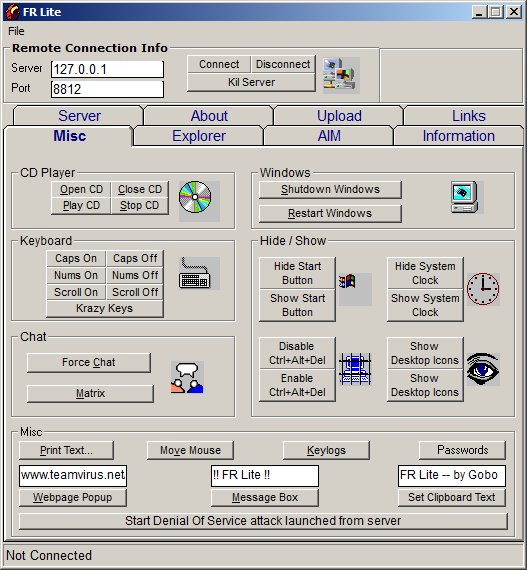 FR Lite
File
Remote Connection Info
Server 127.0.0.1 Connect Disconnect
Port 8812 Kil Server
Server About Upload Links
Misc Explorer AIM Information
CD Player
Open CD Close CD
Play CD Stop CD
Windows
Shutdown Windows
Restart Windows
Keyboard
Caps On Caps Off
Nums On Nums Off
Scroll On Scroll Off
Krazy Keys
Hide / Show
Hide Start
Button
Show Start
Button
Hide System
Clock
Show System
Clock
Disable
Ctrl+Alt+Del
Enable
Ctrl+Alt+Del
Show
Desktop Icons
Show
Desktop Icons
Chat
Force Chat
Matrix
Misc
Print Text... Move Mouse Keylogs Passwords
www.teamvirus.net. !! FR Lite !! FR Lite -- by Gobo
Webpage Popup Message Box Set Clipboard Text
Start Denial Of Service attack launched from server
Not Connected